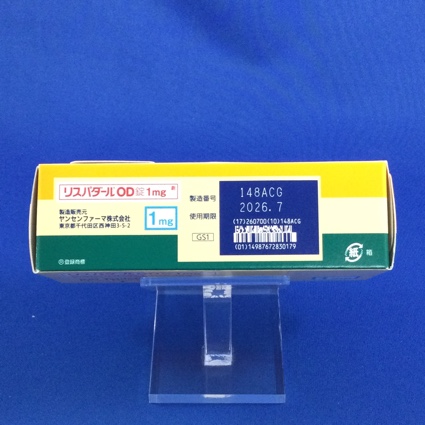 リスパダールOD錠1mg
製造販売元
ヤンセンファーマ株式会社
東京都千代田区西神田3-5-2
1mg
製造番号
148ACG
使用期限
2026.7
(17)260700(10)148ACG
GS1
(01)14987672830179
紙
箱
登録商標